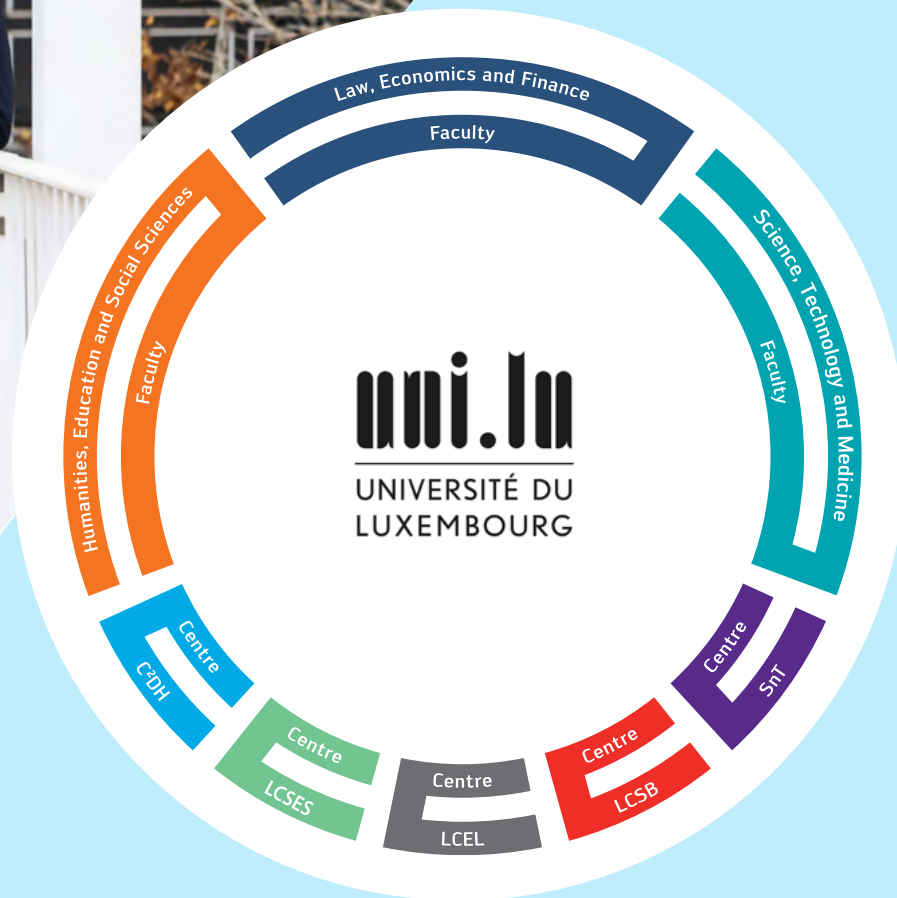 Law, Economics and Finance
Faculty
Science, Technology and Medicine
Faculty
Humanities, Education and Social Sciences
Faculty
uni.lu
UNIVERSITÉ DU
LUXEMBOURG
Centre
C²DH
Centre
LCSES
Centre
LCEL
Centre
LCSB
Centre
SnT